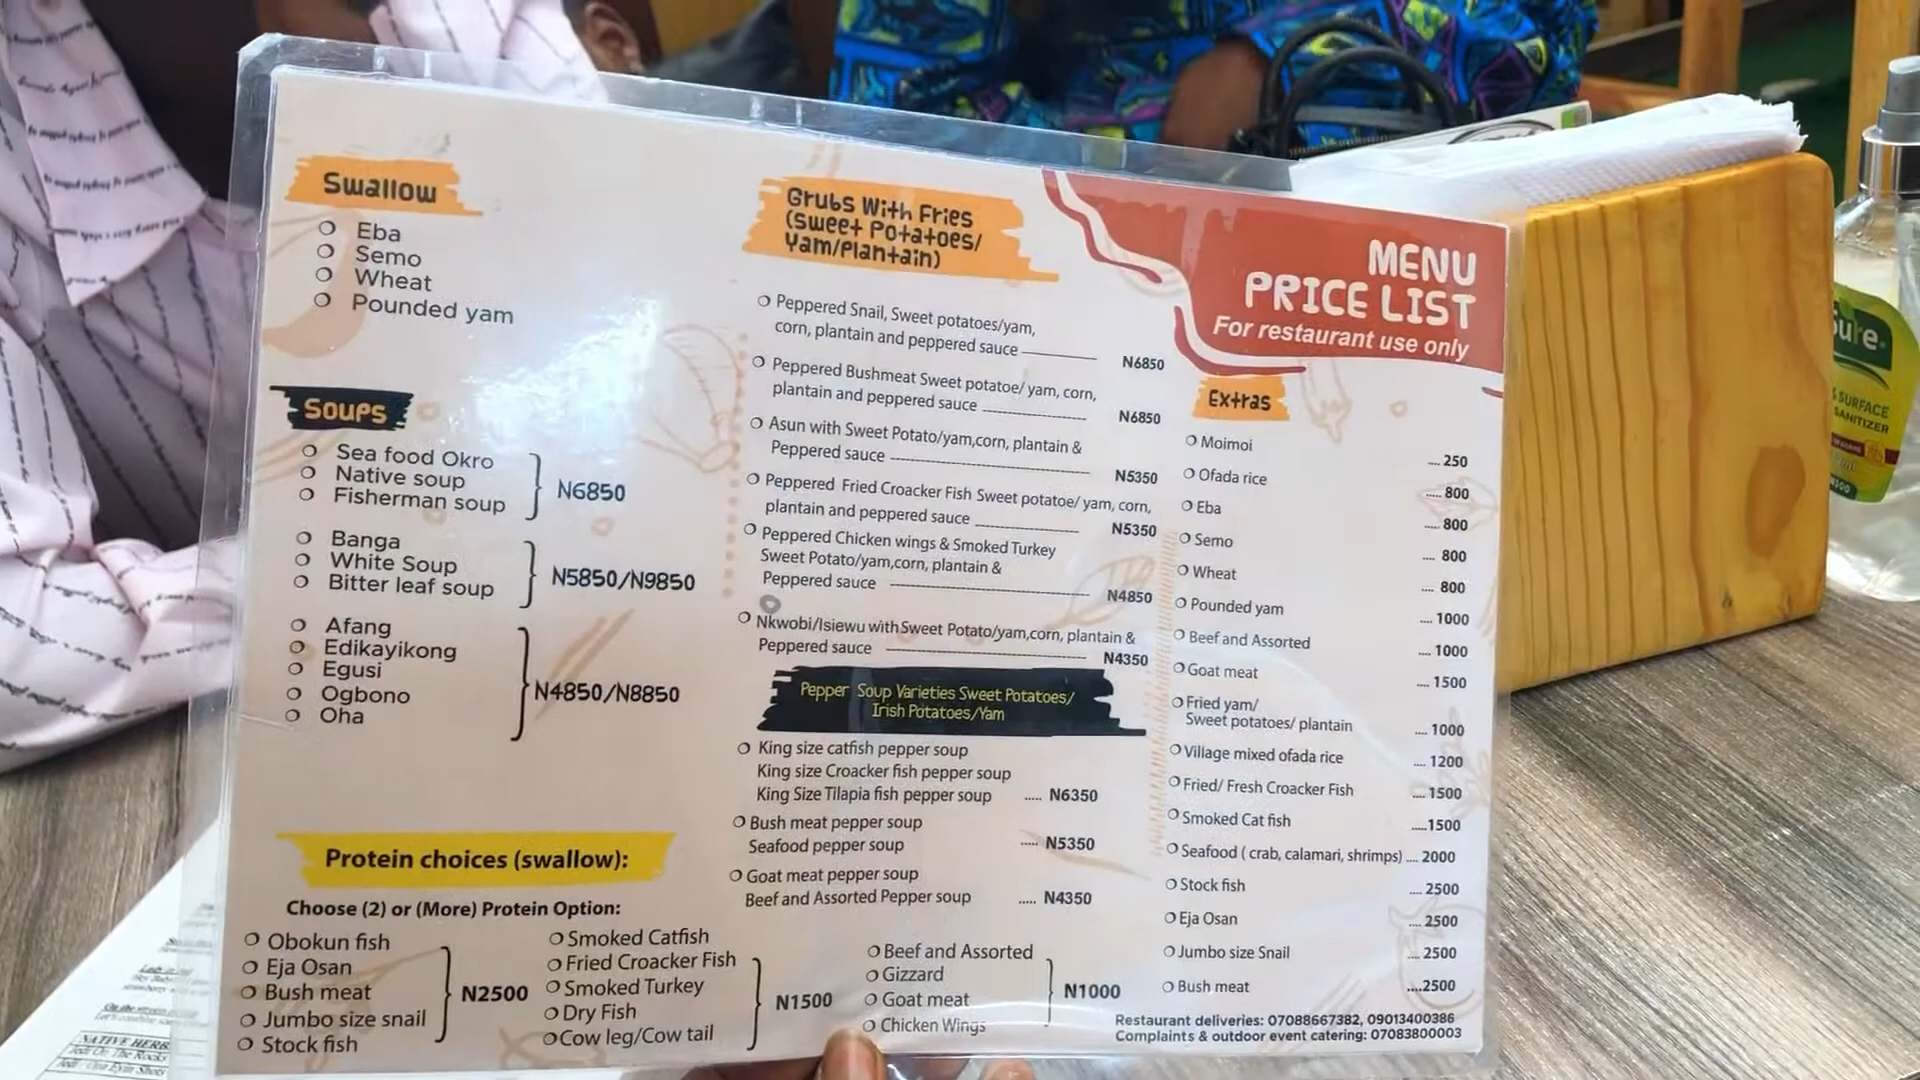 Swallow
Eba
Semo
Wheat
Pounded yam
Soups
Sea food Okro
Native soup
Fisherman soup
N6850
Banga
White Soup
Bitter leaf soup
N5850/N9850
Afang
Edikayikong
Egusi
Ogbono
Oha
N4850/N8850
Protein choices (swallow):
Choose (2) or (More) Protein Option:
Obokun fish
Eja Osan
Bush meat
Jumbo size snail
Stock fish
N2500
Smoked Catfish
Fried Croacker Fish
Smoked Turkey
Dry Fish
Cow leg/Cow tail
N1500
Beef and Assorted
Gizzard
Goat meat
Chicken Wings
N1000
Grubs With Fries
(Sweet Potatoes/
Yam/Plantain)
Peppered Snail, Sweet potatoes/yam,
corn, plantain and peppered sauce N6850
Peppered Bushmeat Sweet potatoe/ yam, corn,
plantain and peppered sauce N6850
Asun with Sweet Potato/yam,corn, plantain &
Peppered sauce N5350
Peppered Fried Croacker Fish Sweet potatoe/ yam, corn,
plantain and peppered sauce N5350
Peppered Chicken wings & Smoked Turkey
Sweet Potato/yam,corn, plantain &
Peppered sauce N4850
Nkwobi/Isiewu with Sweet Potato/yam,corn, plantain &
Peppered sauce N4350
Pepper Soup Varieties Sweet Potatoes/
Irish Potatoes/Yam
King size catfish pepper soup
King size Croacker fish pepper soup
King Size Tilapia fish pepper soup ..... N6350
Bush meat pepper soup
Seafood pepper soup ..... N5350
Goat meat pepper soup
Beef and Assorted Pepper soup ..... N4350
MENU
PRICE LIST
For restaurant use only
Extras
Moimoi .... 250
Ofada rice ..... 800
Eba ..... 800
Semo .... 800
Wheat .... 800
Pounded yam .... 1000
Beef and Assorted .... 1000
Goat meat .... 1500
Fried yam/
Sweet potatoes/ plantain .... 1000
Village mixed ofada rice .... 1200
Fried/ Fresh Croacker Fish .... 1500
Smoked Cat fish .....1500
Seafood ( crab, calamari, shrimps) .... 2000
Stock fish .... 2500
Eja Osan .... 2500
Jumbo size Snail ... 2500
Bush meat ....2500
Restaurant deliveries: 07088667382, 09013400386
Complaints & outdoor event catering: 07083800003
SURFACE
SANITIZER
NATIVE HERB